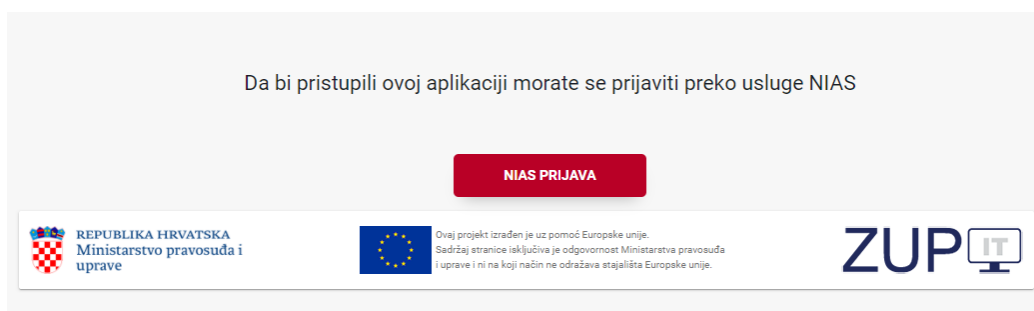 Da bi pristupili ovoj aplikaciji morate se prijaviti preko usluge NIAS
NIAS PRIJAVA
REPUBLIKA HRVATSKA
Ministarstvo pravosuđa i
uprave
Ovaj projekt izrađen je uz pomoć Europske unije.
Sadržaj stranice isključiva je odgovornost Ministarstva pravosuđa
i uprave i ni na koji način ne odražava stajališta Europske unije.
ZUP IT